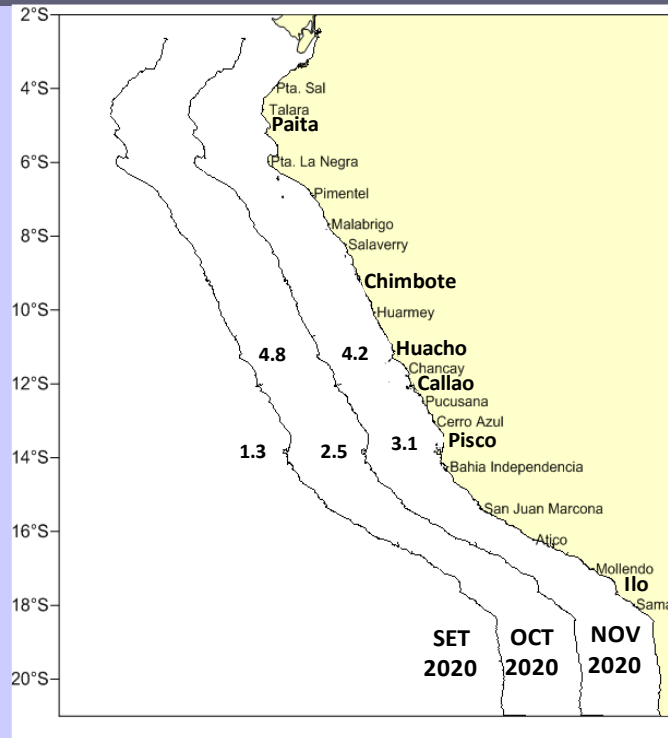 2°S
4°S
Pta. Sal
Talara
Paita
6°S
Pta. La Negra
Pimentel
8°S
Malabrigo
Salaverry
Chimbote
10°S
Huarmey
4.8
4.2
Huacho
Chancay
12°S
Callao
Pucusana
Cerro Azul
1.3
2.5
3.1
Pisco
14°S
Bahia Independencia
San Juan Marcona
16°S
Atico
Mollendo
Ilo
18°S
Sama
SET
2020
OCT
2020
NOV
2020
20°S